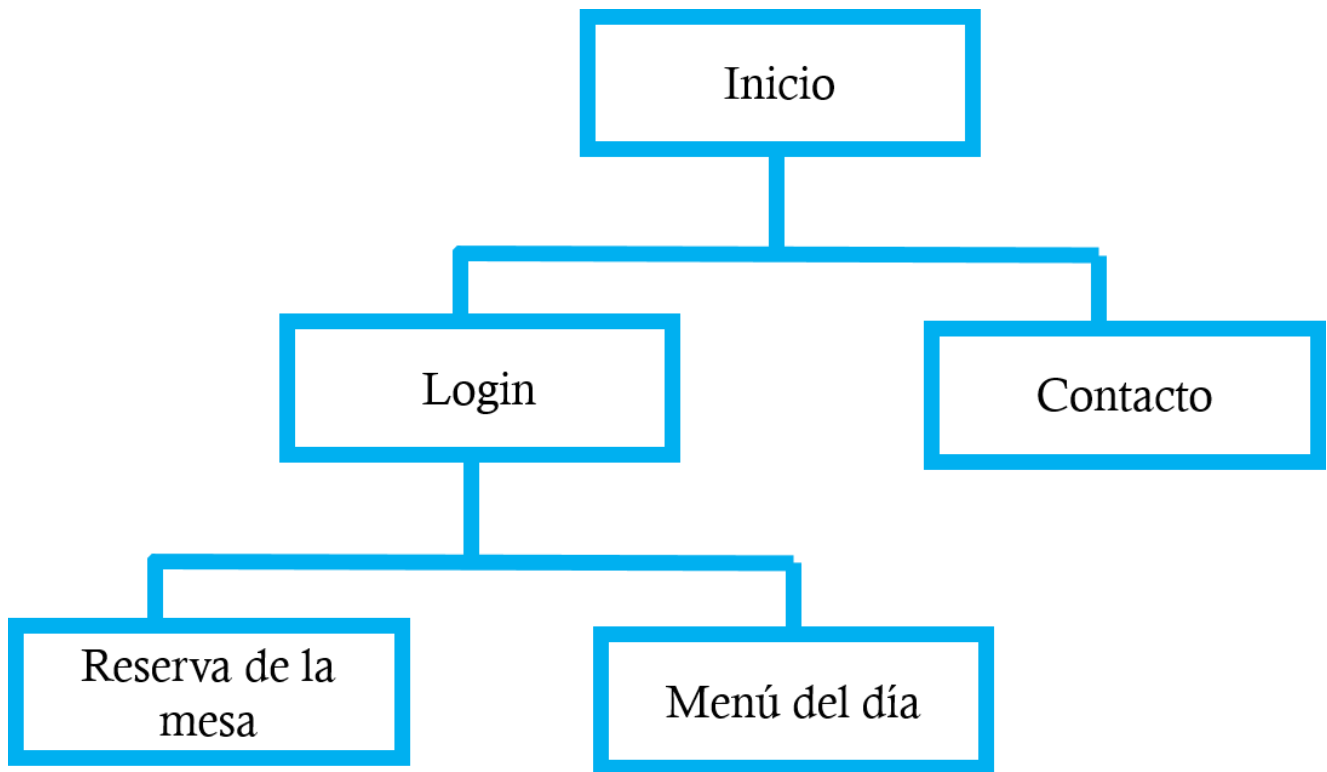 Inicio
Login
Contacto
Reserva de la
mesa
Menú del día